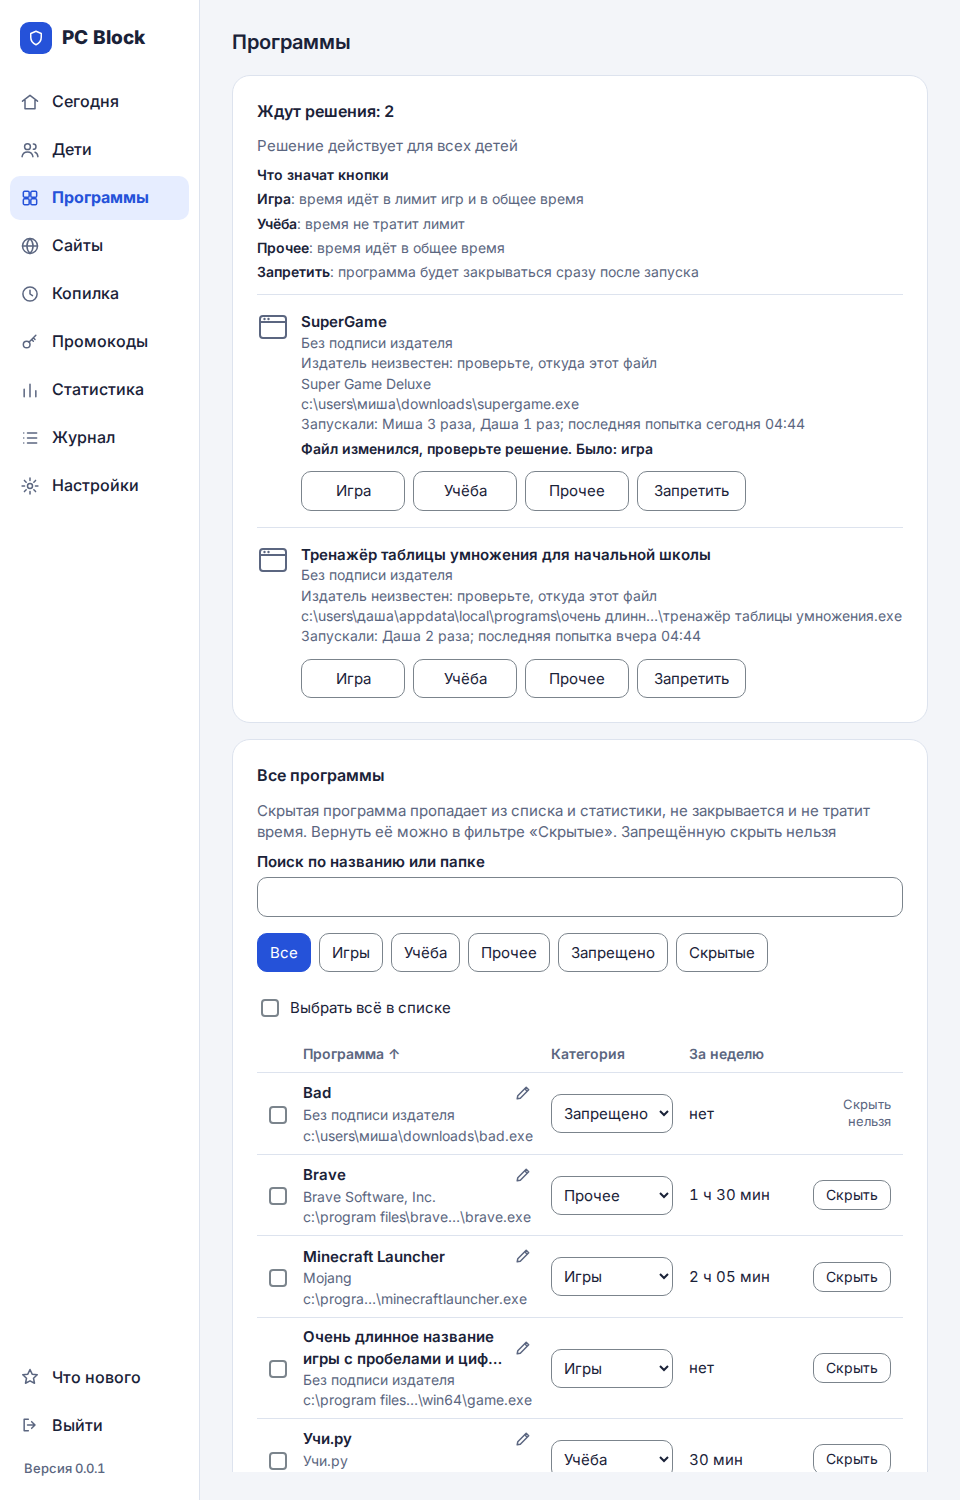 PC Block
Сегодня
Дети
Программы
Сайты
Копилка
Промокоды
Статистика
Журнал
Настройки
Что нового
Выйти
Версия 0.0.1
Программы
Ждут решения: 2
Решение действует для всех детей
Что значат кнопки
Игра: время идёт в лимит игр и в общее время
Учёба: время не тратит лимит
Прочее: время идёт в общее время
Запретить: программа будет закрываться сразу после запуска
SuperGame
Без подписи издателя
Издатель неизвестен: проверьте, откуда этот файл
Super Game Deluxe
c:\users\миша\downloads\supergame.exe
Запускали: Миша 3 раза, Даша 1 раз; последняя попытка сегодня 04:44
Файл изменился, проверьте решение. Было: игра
Игра Учёба Прочее Запретить
Тренажёр таблицы умножения для начальной школы
Без подписи издателя
Издатель неизвестен: проверьте, откуда этот файл
c:\users\даша\appdata\local\programs\очень длинн...\тренажёр таблицы умножения.exe
Запускали: Даша 2 раза; последняя попытка вчера 04:44
Игра Учёба Прочее Запретить
Все программы
Скрытая программа пропадает из списка и статистики, не закрывается и не тратит
время. Вернуть её можно в фильтре «Скрытые». Запрещённую скрыть нельзя
Поиск по названию или папке
Все Игры Учёба Прочее Запрещено Скрытые
Выбрать всё в списке
Программа ↑ Категория За неделю
Bad
Без подписи издателя
c:\users\миша\downloads\bad.exe
Запрещено
нет
Скрыть
нельзя
Brave
Brave Software, Inc.
c:\program files\brave...\brave.exe
Прочее
1 ч 30 мин
Скрыть
Minecraft Launcher
Mojang
c:\progra...\minecraftlauncher.exe
Игры
2 ч 05 мин
Скрыть
Очень длинное название
игры с пробелами и циф...
Без подписи издателя
c:\program files...\win64\game.exe
Игры
нет
Скрыть
Учи.ру
Учи.ру
Учёба
30 мин
Скрыть